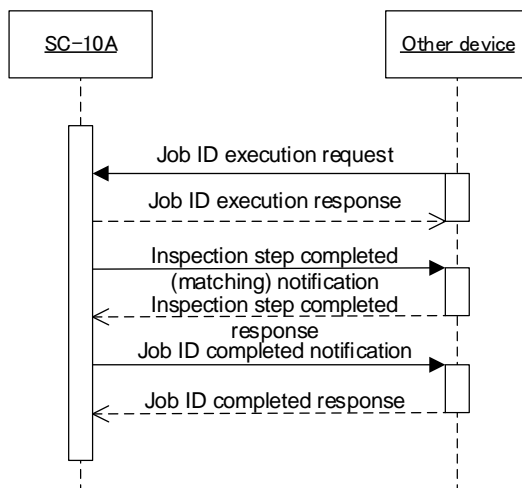 SC-10A
Other device
Job ID execution request
Job ID execution response
Inspection step completed
(matching) notification
Inspection step completed
response
Job ID completed notification
Job ID completed response